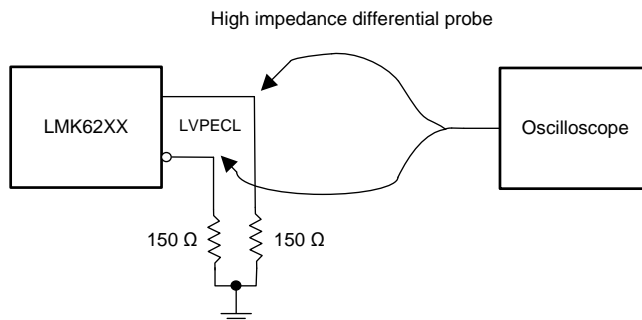 High impedance differential probe
LMK62XX
LVPECL
Oscilloscope
150 Ω
150 Ω